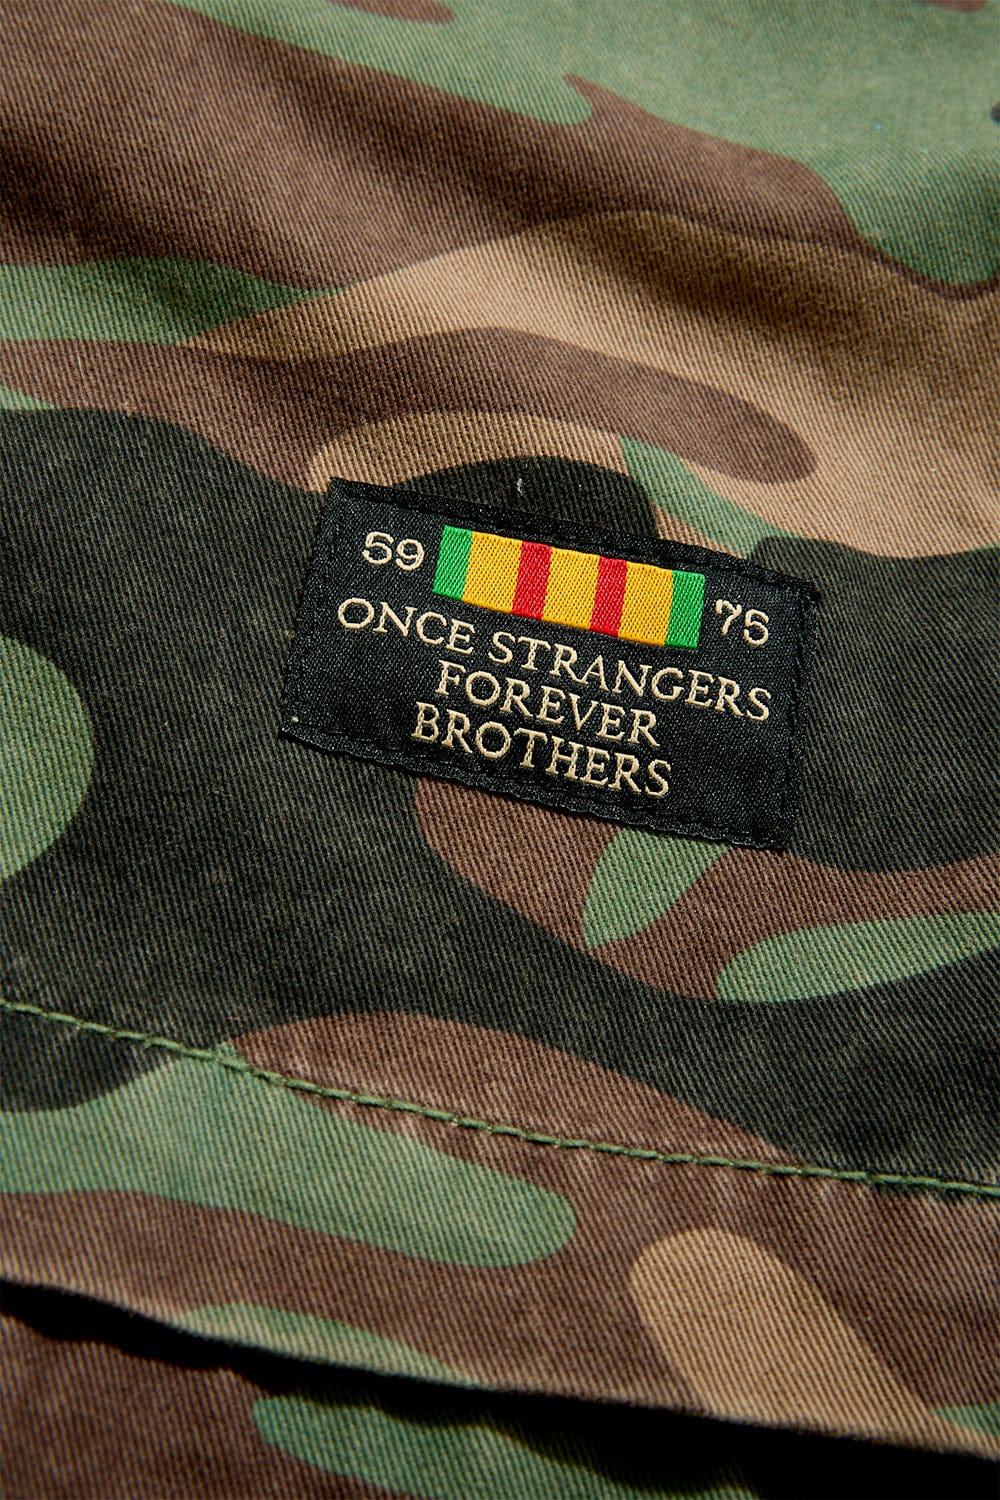 59 75
ONCE STRANGERS
FOREVER
BROTHERS